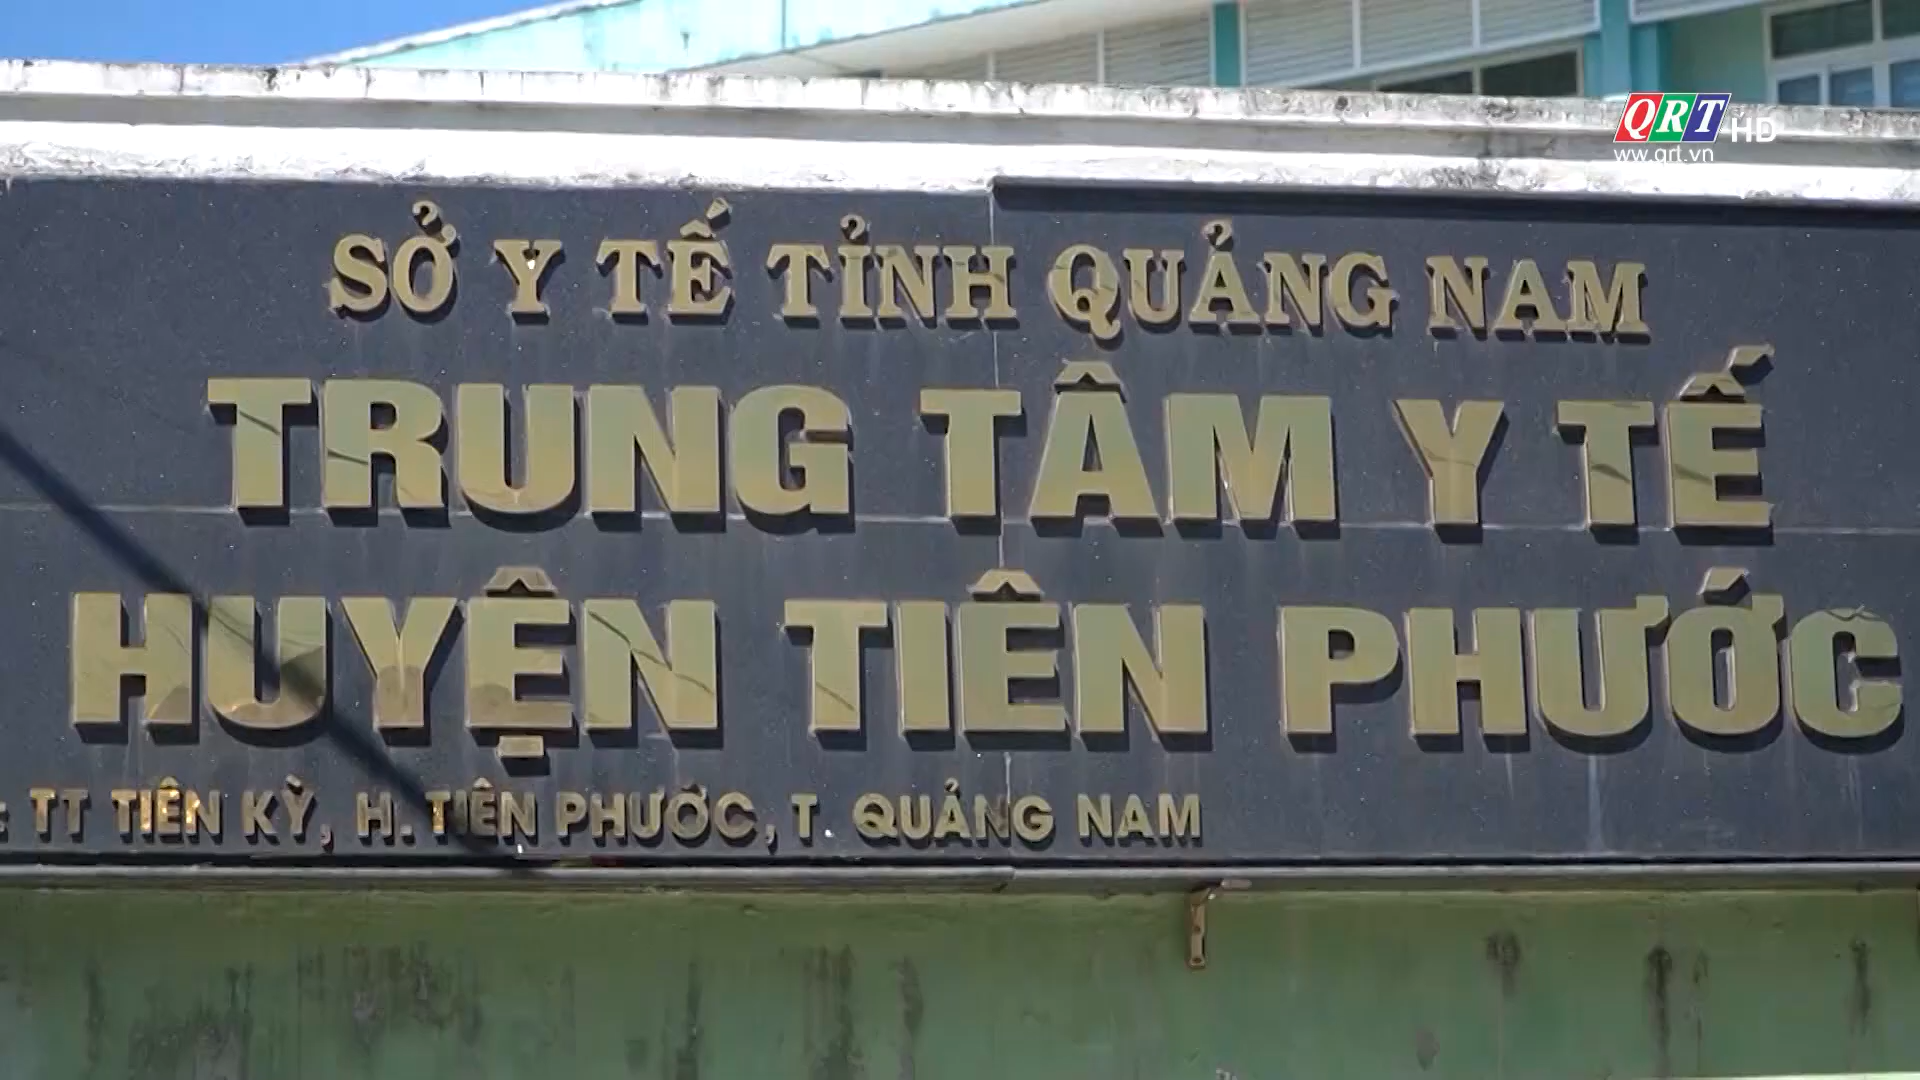 QRT HD
ww.qrt.vn
SỞ Y TẾ TỈNH QUẢNG NAM
TRUNG TÂM Y TẾ
HUYỆN TIÊN PHƯỚC
: TT TIÊN KỲ, H. TIÊN PHƯỚC, T. QUẢNG NAM